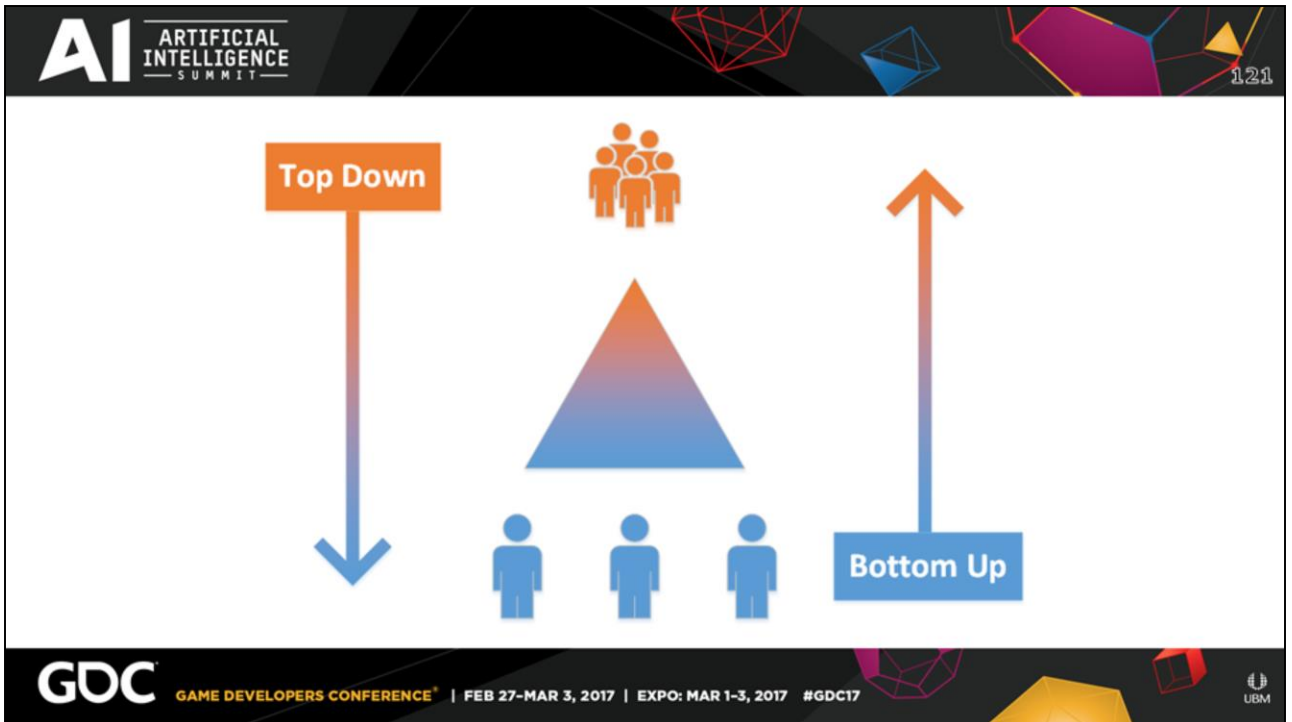 AI
ARTIFICIAL
INTELLIGENCE
SUMMIT
121
Top Down
Bottom Up
GDC
GAME DEVELOPERS CONFERENCE® | FEB 27–MAR 3, 2017 | EXPO: MAR 1–3, 2017 #GDC17
UBM